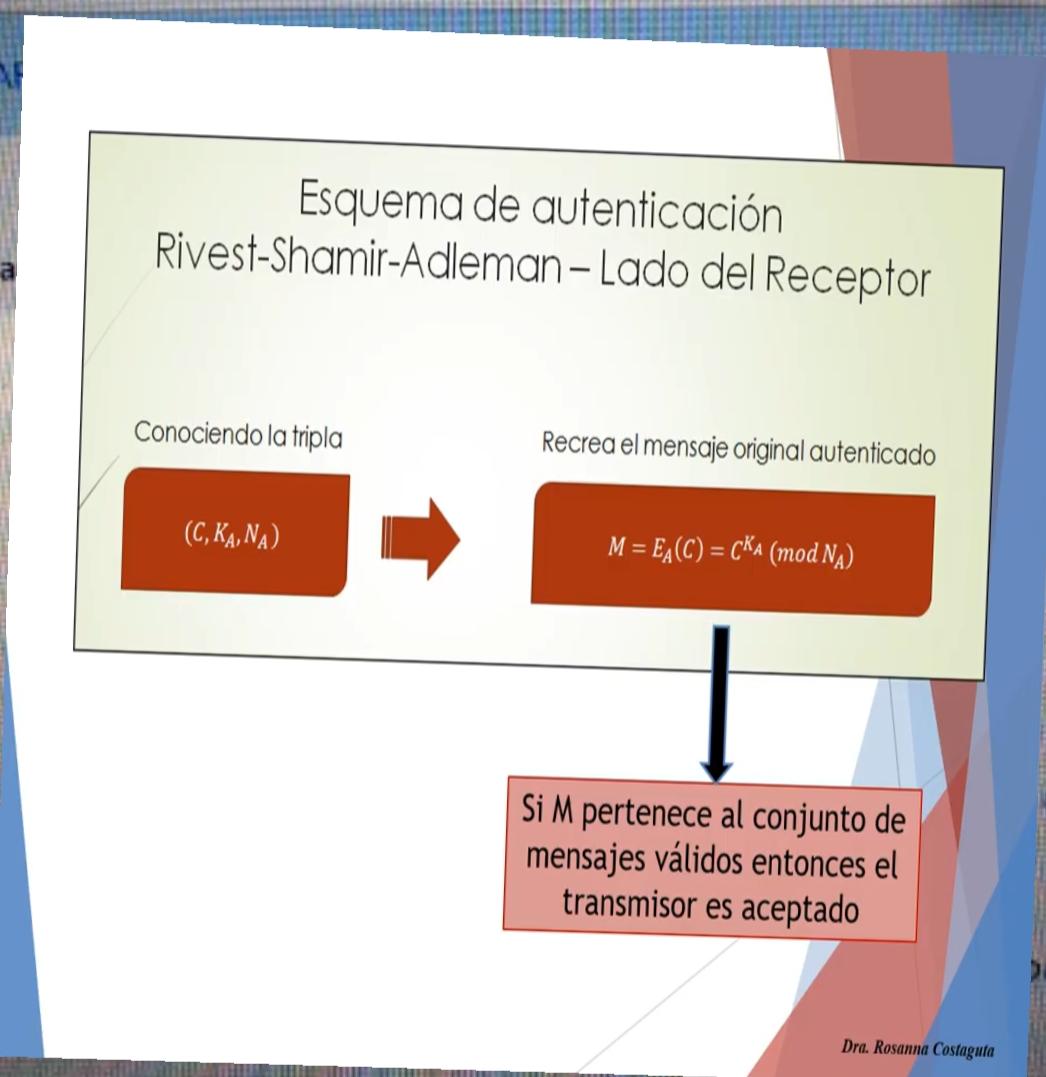 Esquema de autenticación
Rivest-Shamir-Adleman – Lado del Receptor
Conociendo la tripla
Recrea el mensaje original autenticado
(C, K_A, N_A)
M = E_A(C) = C^{K_A} (mod N_A)
Si M pertenece al conjunto de
mensajes válidos entonces el
transmisor es aceptado
Dra. Rosanna Costaguta